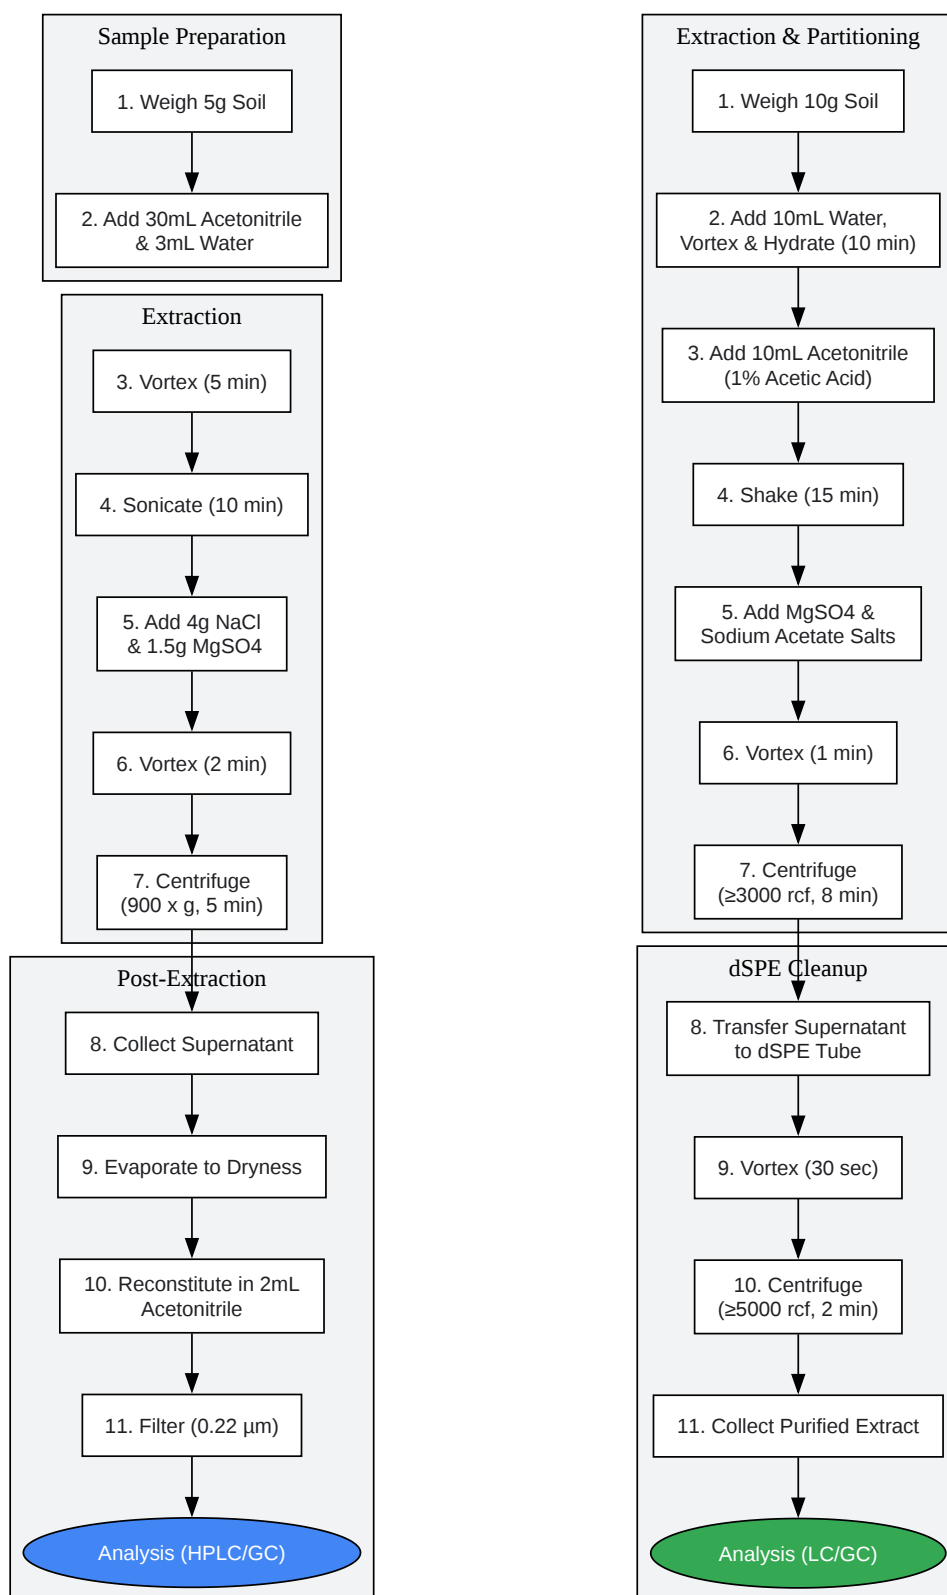 Sample Preparation
1. Weigh 5g Soil
2. Add 30mL Acetonitrile
& 3mL Water
Extraction
3. Vortex (5 min)
4. Sonicate (10 min)
5. Add 4g NaCl
& 1.5g MgSO4
6. Vortex (2 min)
7. Centrifuge
(900 x g, 5 min)
Post-Extraction
8. Collect Supernatant
9. Evaporate to Dryness
10. Reconstitute in 2mL
Acetonitrile
11. Filter (0.22 µm)
Analysis (HPLC/GC)
Extraction & Partitioning
1. Weigh 10g Soil
2. Add 10mL Water,
Vortex & Hydrate (10 min)
3. Add 10mL Acetonitrile
(1% Acetic Acid)
4. Shake (15 min)
5. Add MgSO4 &
Sodium Acetate Salts
6. Vortex (1 min)
7. Centrifuge
(≥3000 rcf, 8 min)
dSPE Cleanup
8. Transfer Supernatant
to dSPE Tube
9. Vortex (30 sec)
10. Centrifuge
(≥5000 rcf, 2 min)
11. Collect Purified Extract
Analysis (LC/GC)